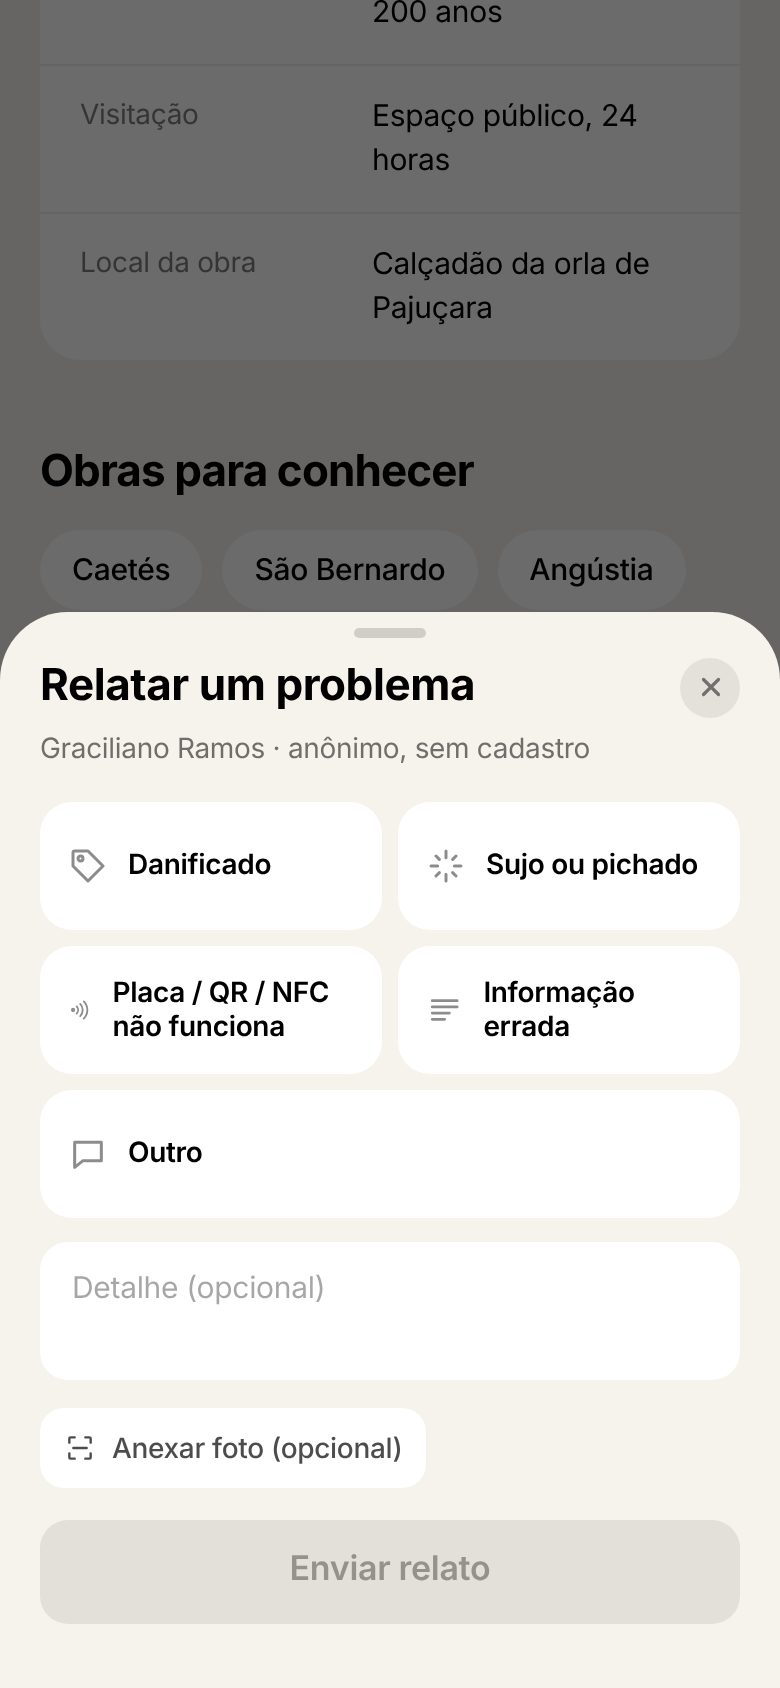 200 anos
Visitação
Espaço público, 24
horas
Local da obra
Calçadão da orla de
Pajuçara
Obras para conhecer
Caetés
São Bernardo
Angústia
Relatar um problema
Graciliano Ramos · anônimo, sem cadastro
Danificado
Sujo ou pichado
Placa / QR / NFC
não funciona
Informação
errada
Outro
Detalhe (opcional)
Anexar foto (opcional)
Enviar relato